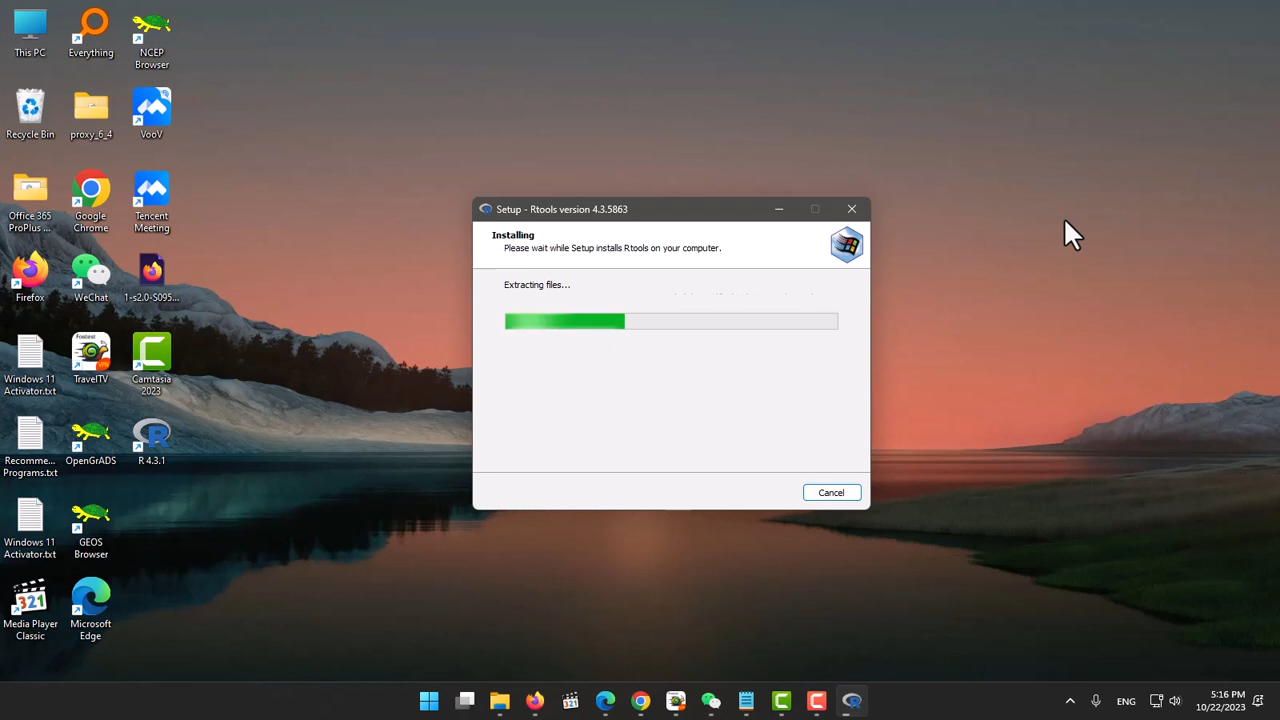 This PC
Everything
NCEP
Browser
Recycle Bin
proxy_6_4
VooV
Office 365
ProPlus ...
Google
Chrome
Tencent
Meeting
Firefox
WeChat
1-s2.0-S095...
Windows 11
Activator.txt
TravelTV
Camtasia
2023
Recomme...
Programs.txt
OpenGrADS
R 4.3.1
Windows 11
Activator.txt
GEOS
Browser
Media Player
Classic
Microsoft
Edge
Setup - Rtools version 4.3.5863
Installing
Please wait while Setup installs Rtools on your computer.
Extracting files...
Cancel
ENG
5:16 PM
10/22/2023